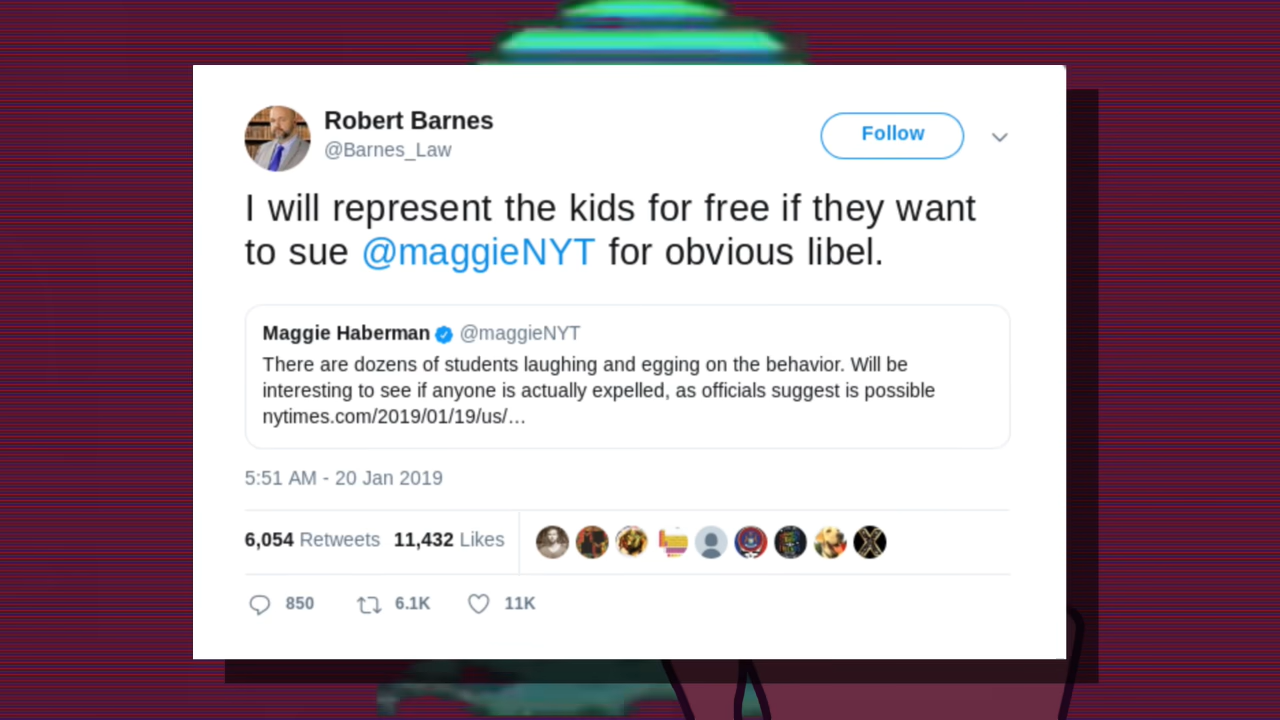 Robert Barnes
@Barnes_Law
Follow
I will represent the kids for free if they want
to sue @maggieNYT for obvious libel.
Maggie Haberman @maggieNYT
There are dozens of students laughing and egging on the behavior. Will be
interesting to see if anyone is actually expelled, as officials suggest is possible
nytimes.com/2019/01/19/us/…
5:51 AM - 20 Jan 2019
6,054 Retweets 11,432 Likes
850 6.1K 11K